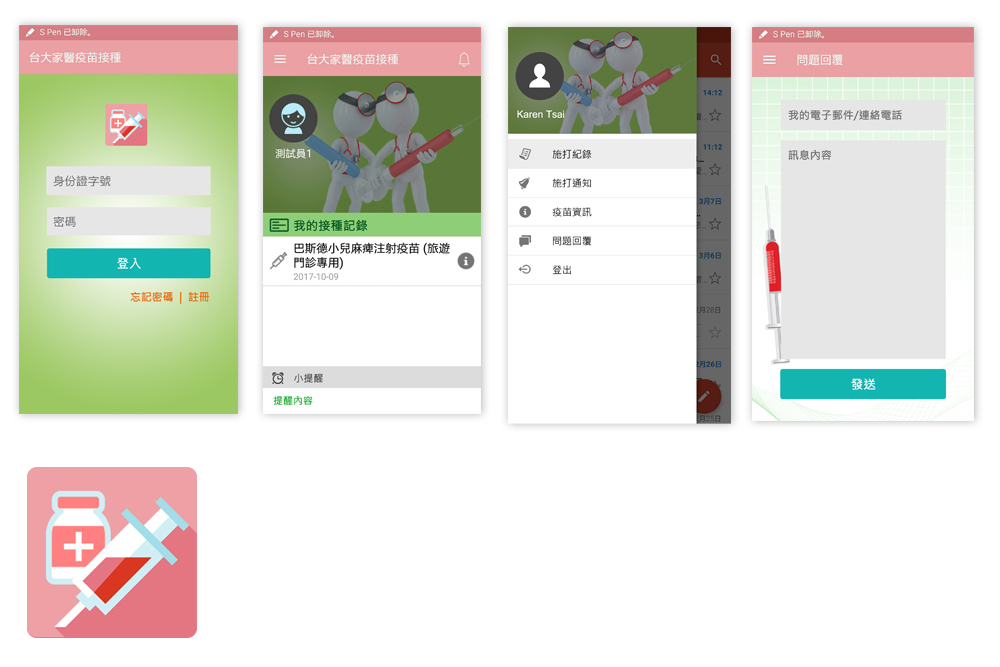 S Pen 已卸除。
台大家醫疫苗接種
身份證字號
密碼
登入
忘記密碼 | 註冊
S Pen 已卸除。
台大家醫疫苗接種
測試員1
我的接種記錄
巴斯德小兒麻痺注射疫苗 (旅遊
門診專用)
2017-10-09
小提醒
提醒內容
Karen Tsai
施打紀錄
施打通知
疫苗資訊
問題回覆
登出
14:12
11:12
3月7日
3月6日
月28日
月26日
月25日
S Pen 已卸除。
問題回覆
我的電子郵件/連絡電話
訊息內容
發送